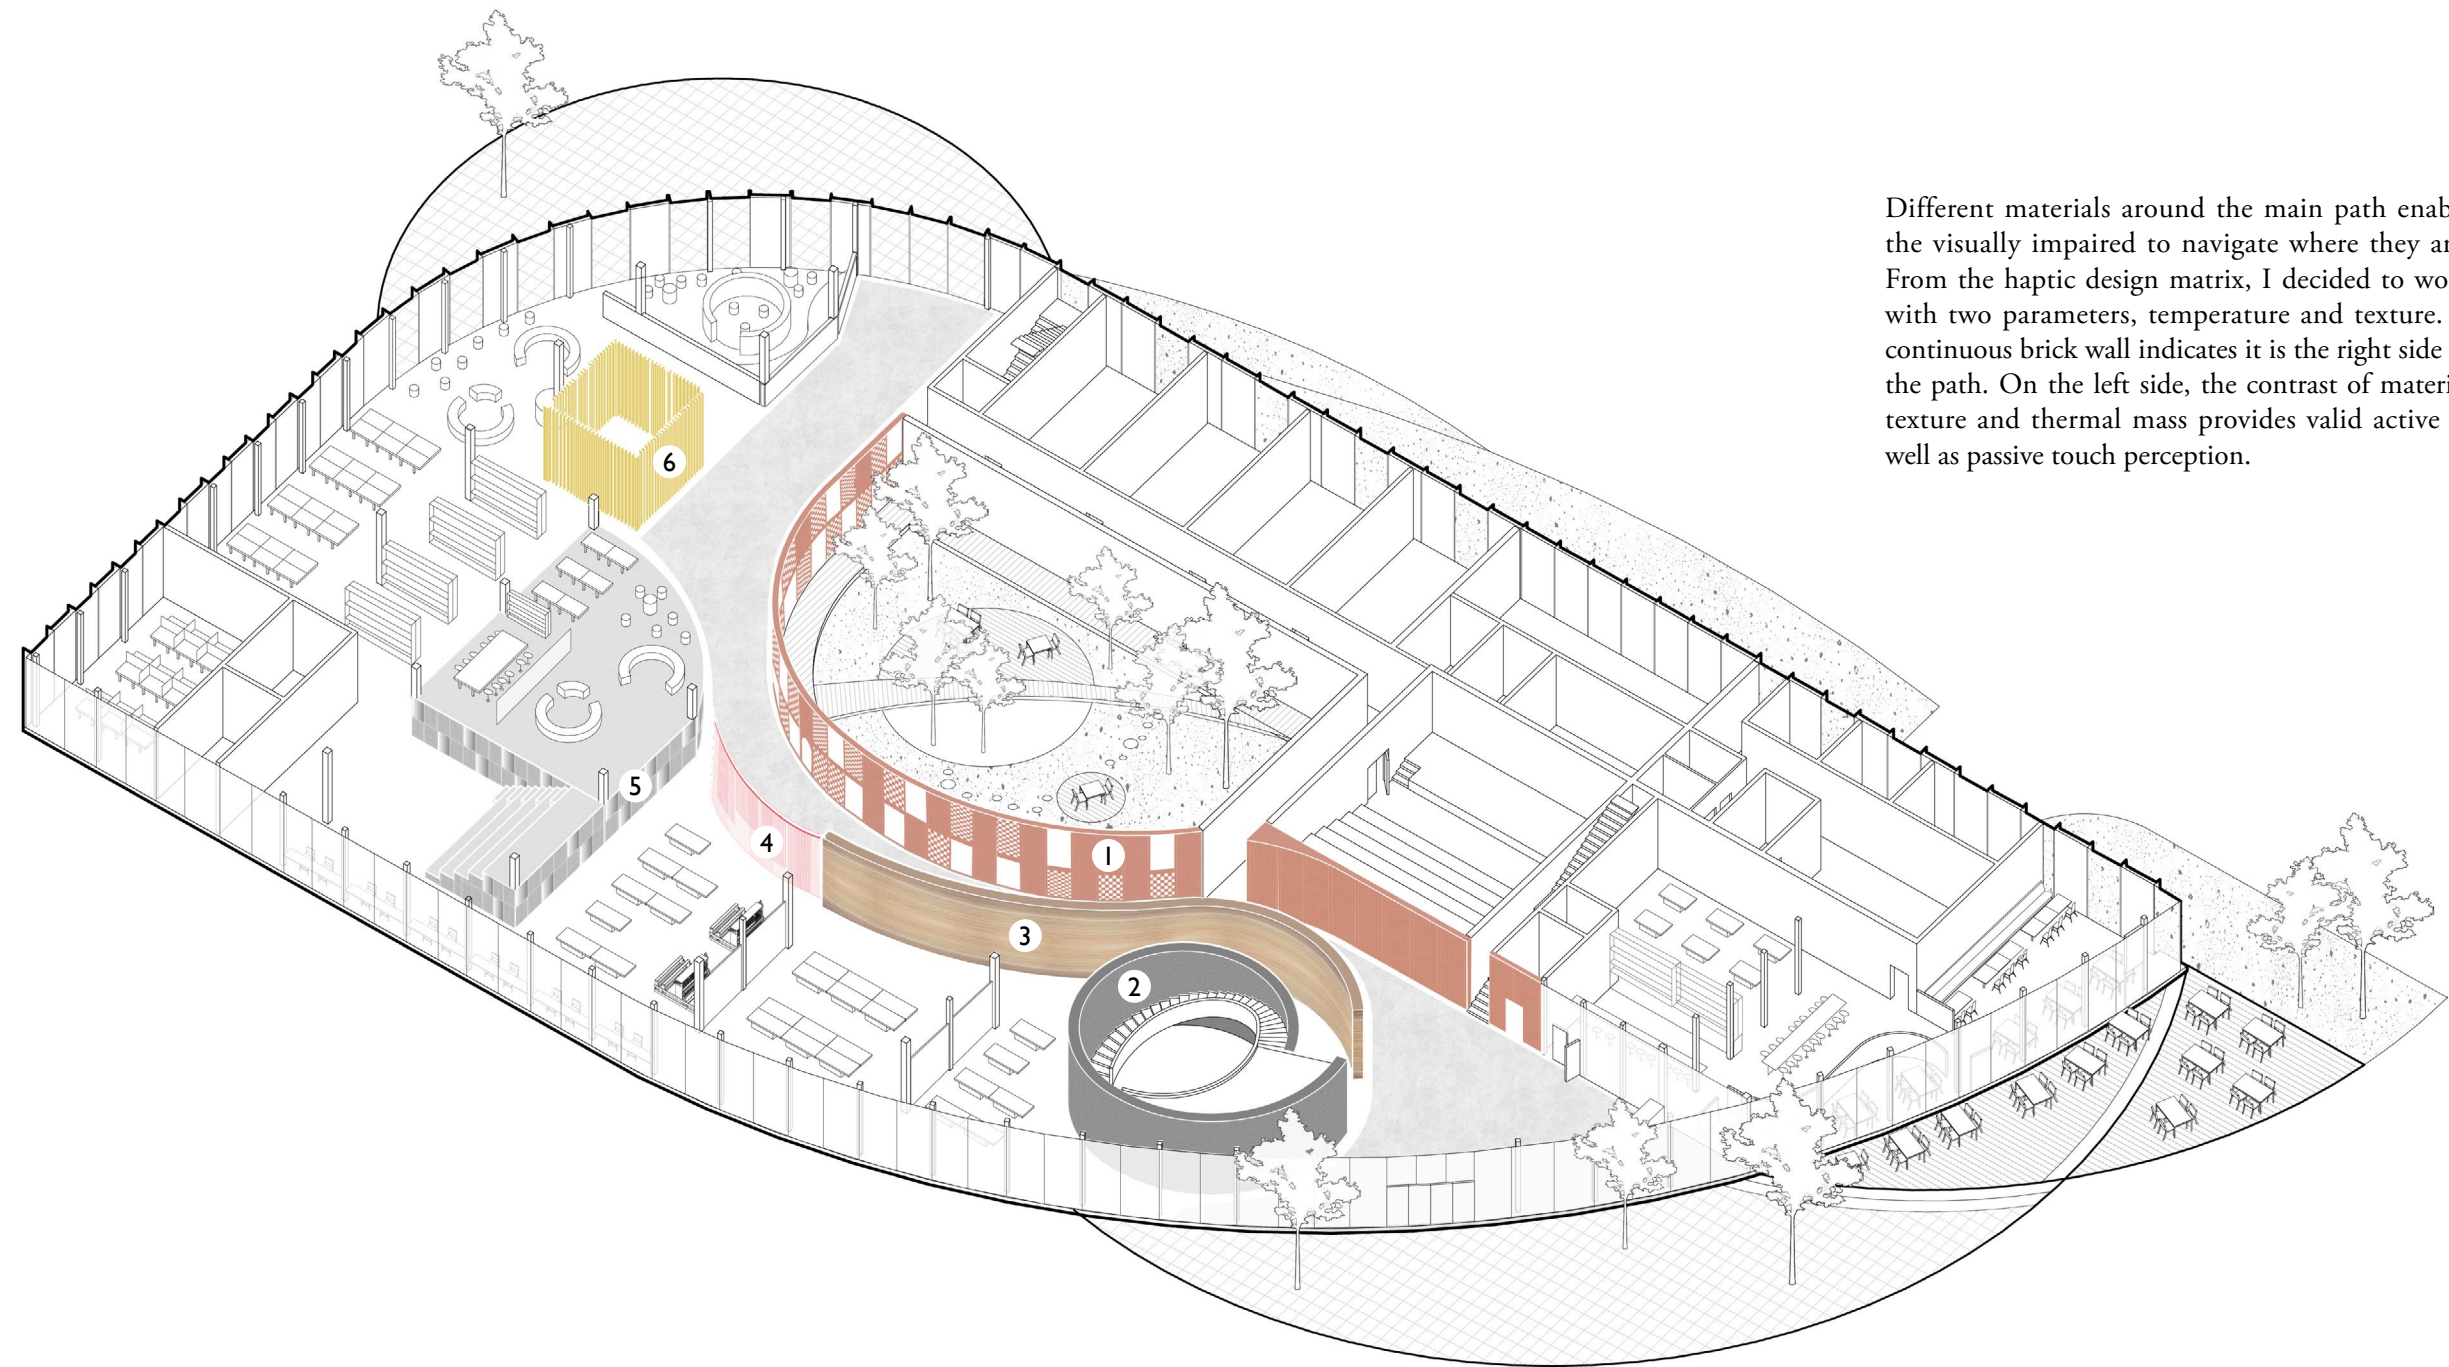 Different materials around the main path enab
the visually impaired to navigate where they ar
From the haptic design matrix, I decided to wo
with two parameters, temperature and texture.
continuous brick wall indicates it is the right side
the path. On the left side, the contrast of materi
texture and thermal mass provides valid active
well as passive touch perception.
6
5
4
1
3
2